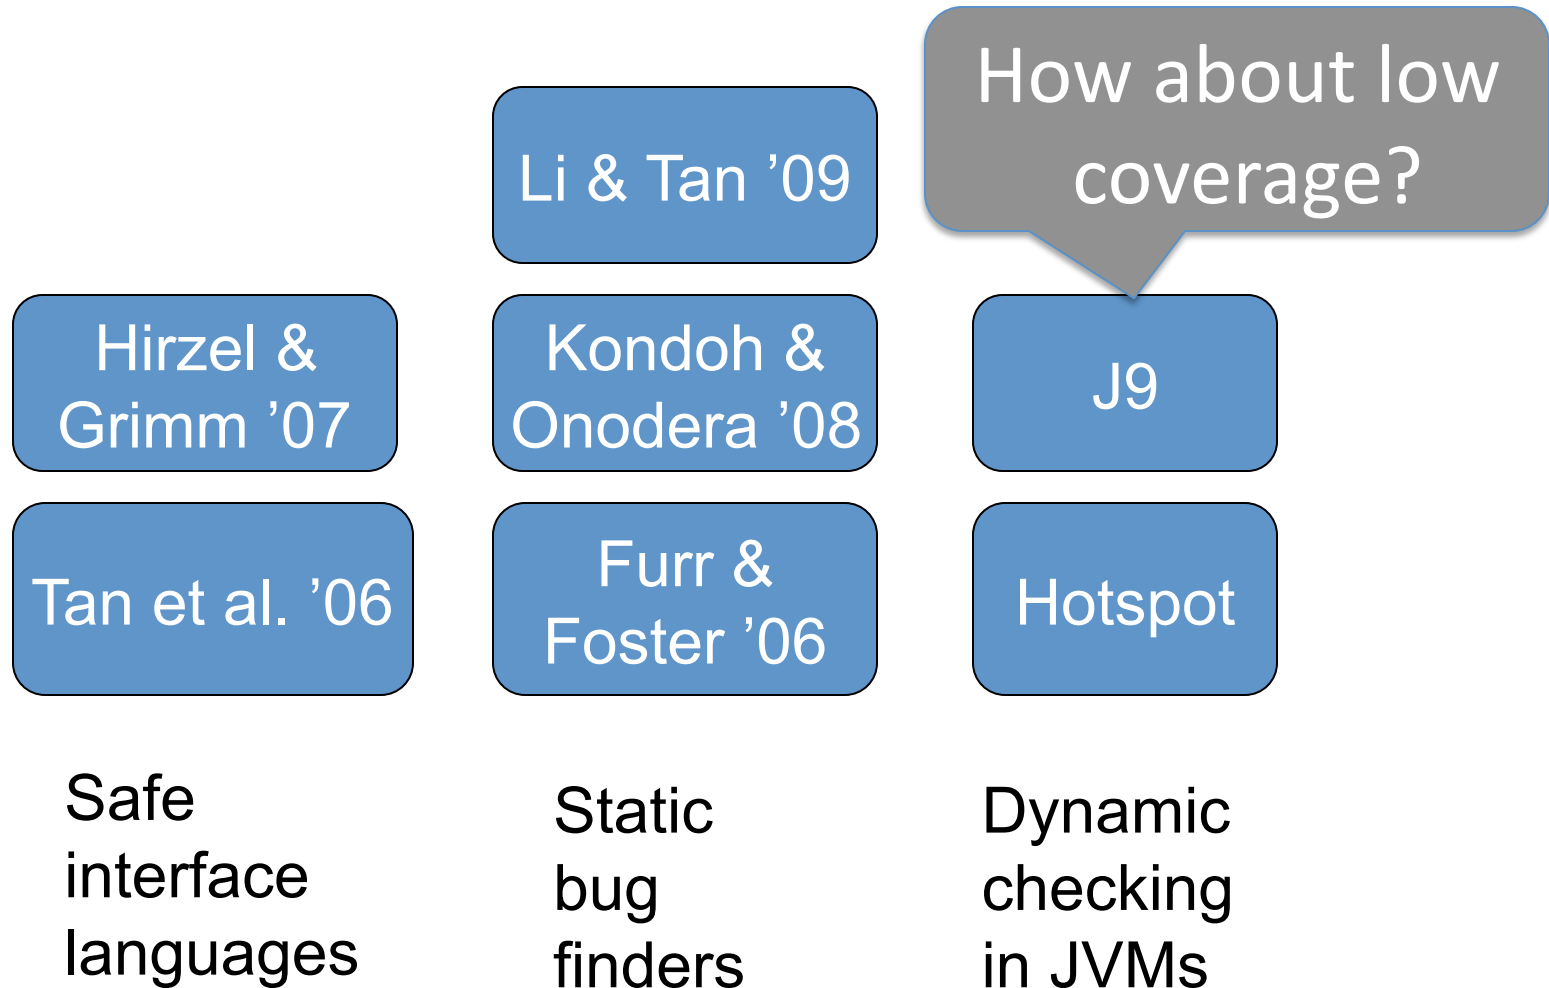 How about low
coverage?
Li & Tan ’09
Hirzel &
Grimm ’07
Kondoh &
Onodera ’08
J9
Tan et al. ’06
Furr &
Foster ’06
Hotspot
Safe
interface
languages
Static
bug
finders
Dynamic
checking
in JVMs